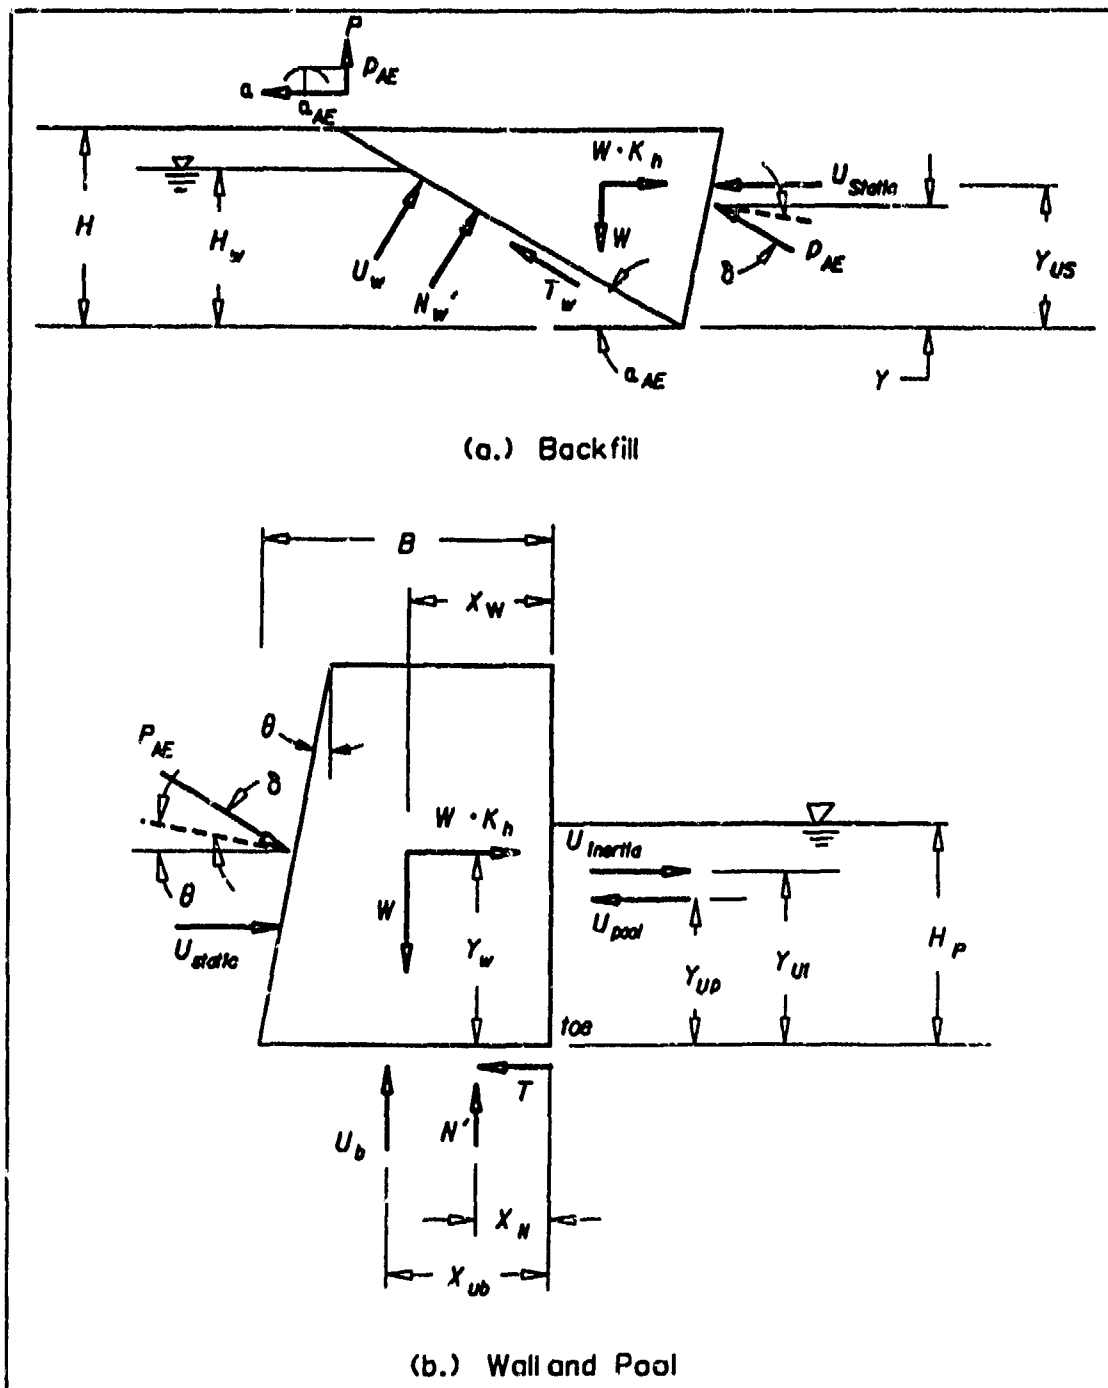 P
P_AE
a
a_AE
H
H_w
W · K_h
W
U_Static
P_AE
δ
Y_US
Y
U_w
N_w'
T_w
a_AE
(a.) Backfill
B
X_W
θ
P_AE
δ
θ
W · K_h
W
Y_w
U_static
U_inertia
U_pool
Y_UP
Y_UI
H_P
toe
T
U_b
N'
X_N
X_ub
(b.) Wall and Pool